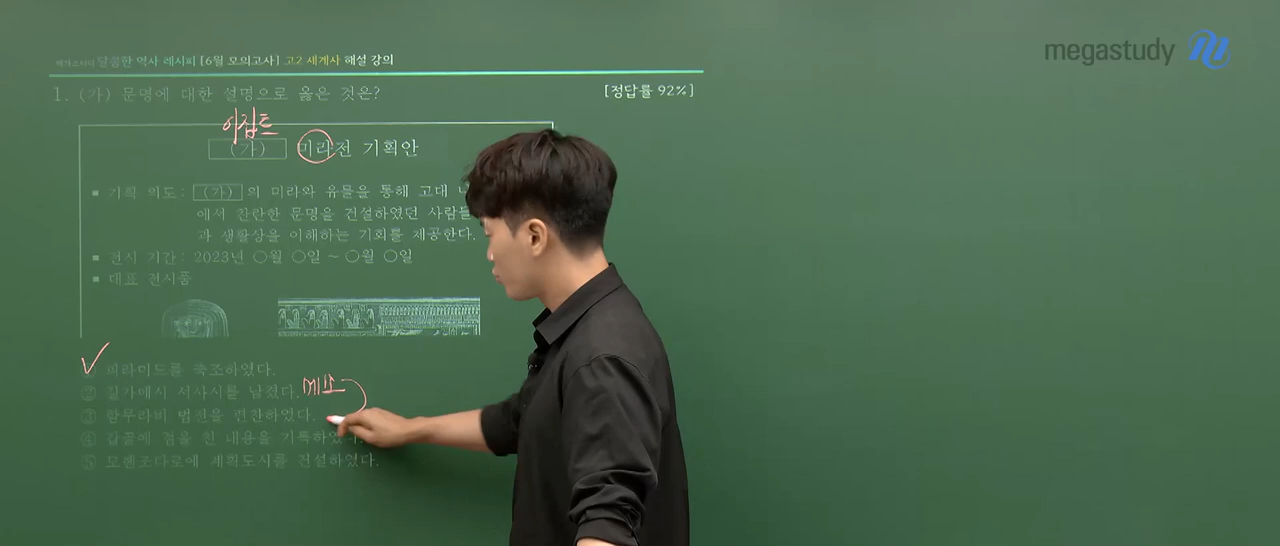 메가스터디 달콤한 역사 레시피 [6월 모의고사] 고2 세계사 해설 강의
megastudy
1. (가) 문명에 대한 설명으로 옳은 것은?
[정답률 92%]
이집트
(가) 미라전 기획안
▪ 기획 의도: (가) 의 미라와 유물을 통해 고대
에서 찬란한 문명을 건설하였던 사람들
과 생활상을 이해하는 기회를 제공한다.
▪ 전시 기간: 2023년 ○월 ○일 ~ ○월 ○일
▪ 대표 전시품
피라미드를 축조하였다.
② 길가메시 서사시를 남겼다. 메소
③ 함무라비 법전을 편찬하였다.
④ 갑골에 점을 친 내용을 기록하였다.
⑤ 모헨조다로에 계획도시를 건설하였다.